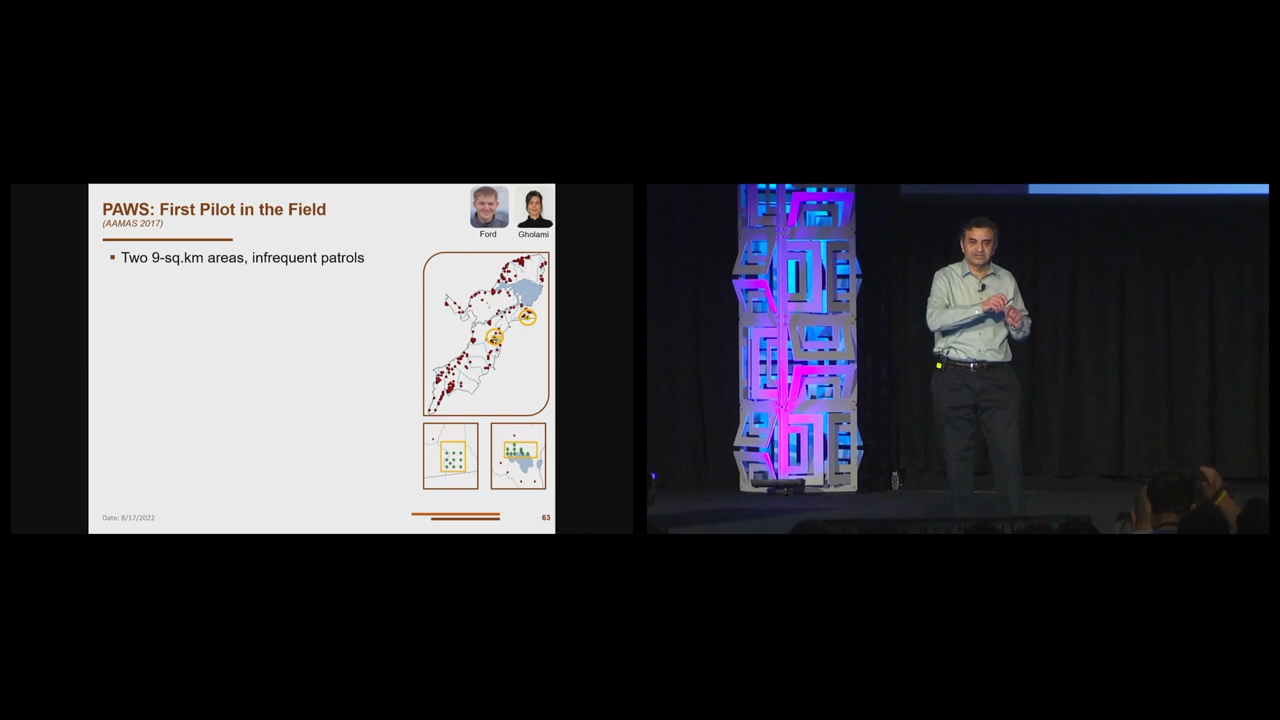 PAWS: First Pilot in the Field
(AAMAS 2017)
Ford
Gholami
▪ Two 9-sq.km areas, infrequent patrols
Date: 8/17/2022
63